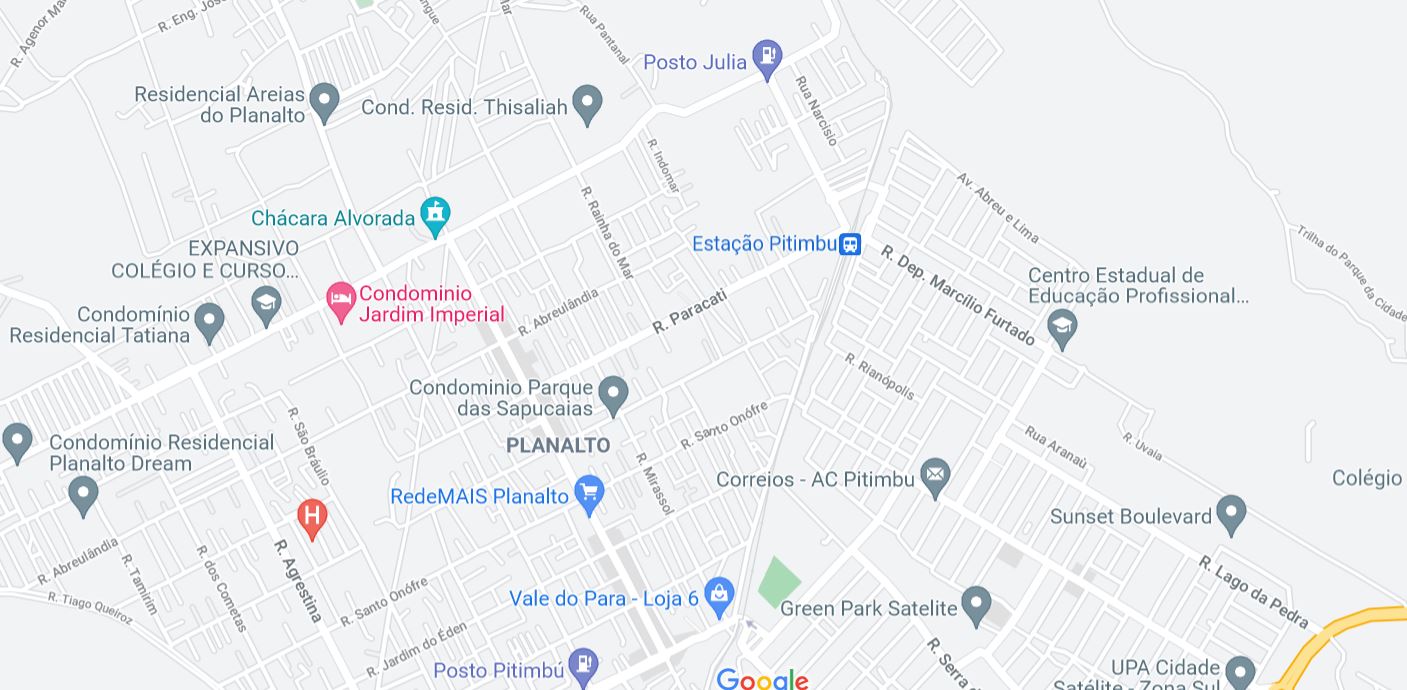 R. Agenor Ma
R. Eng. José
Rua Pantanal
Posto Julia
Rua Narcisio
Residencial Areias
do Planalto
Cond. Resid. Thisaliah
R. Indomar
Av. Abreu e Lima
R. Rainha do Mar
Chácara Alvorada
EXPANSIVO
COLÉGIO E CURSO...
Estação Pitimbu
R. Dep. Marcílio Furtado
Trilha do Parque da Cidade
Centro Estadual de
Educação Profissional...
Condominio
Jardim Imperial
Condomínio
Residencial Tatiana
R. Abreulândia
R. Paracati
R. Rianópolis
Condominio Parque
das Sapucaias
R. São Bráulio
R. Santo Onófre
PLANALTO
Condomínio Residencial
Planalto Dream
R. Mirassol
Rua Aranaú
R. Uvaia
Correios - AC Pitimbu
Colégio
RedeMAIS Planalto
H
Sunset Boulevard
R. Abreulândia
R. Tamirim
R. dos Cometas
R. Agrestina
R. Tiago Queiroz
R. Santo Onófre
R. Lago da Pedra
Vale do Para - Loja 6
Green Park Satelite
R. Jardim do Éden
R. Serra d
Posto Pitimbú
Google
UPA Cidade
Satélite - Zona Sul